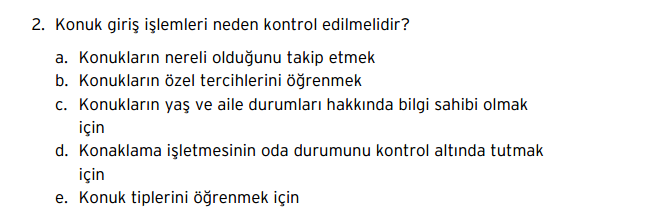 2. Konuk giriş işlemleri neden kontrol edilmelidir?
a. Konukların nereli olduğunu takip etmek
b. Konukların özel tercihlerini öğrenmek
c. Konukların yaş ve aile durumları hakkında bilgi sahibi olmak
için
d. Konaklama işletmesinin oda durumunu kontrol altında tutmak
için
e. Konuk tiplerini öğrenmek için